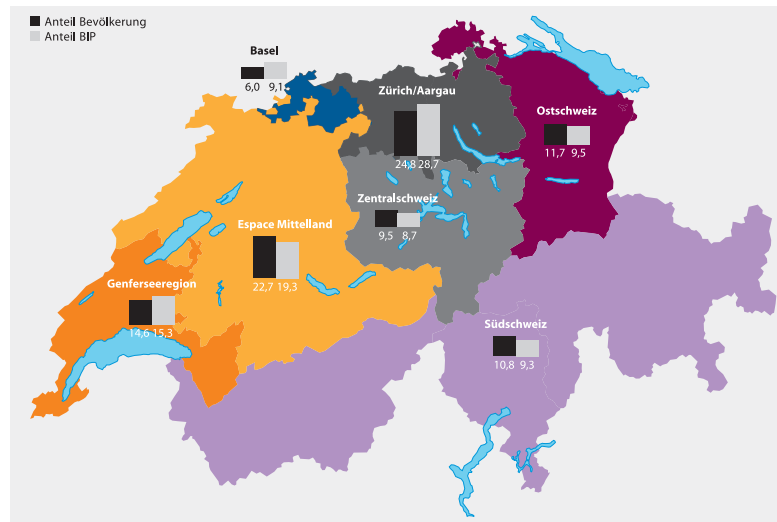 Anteil Bevölkerung
Anteil BIP
Basel
6,0 9,1
Zürich/Aargau
24,8 28,7
Ostschweiz
11,7 9,5
Zentralschweiz
9,5 8,7
Espace Mittelland
22,7 19,3
Genferseeregion
14,6 15,3
Südschweiz
10,8 9,3